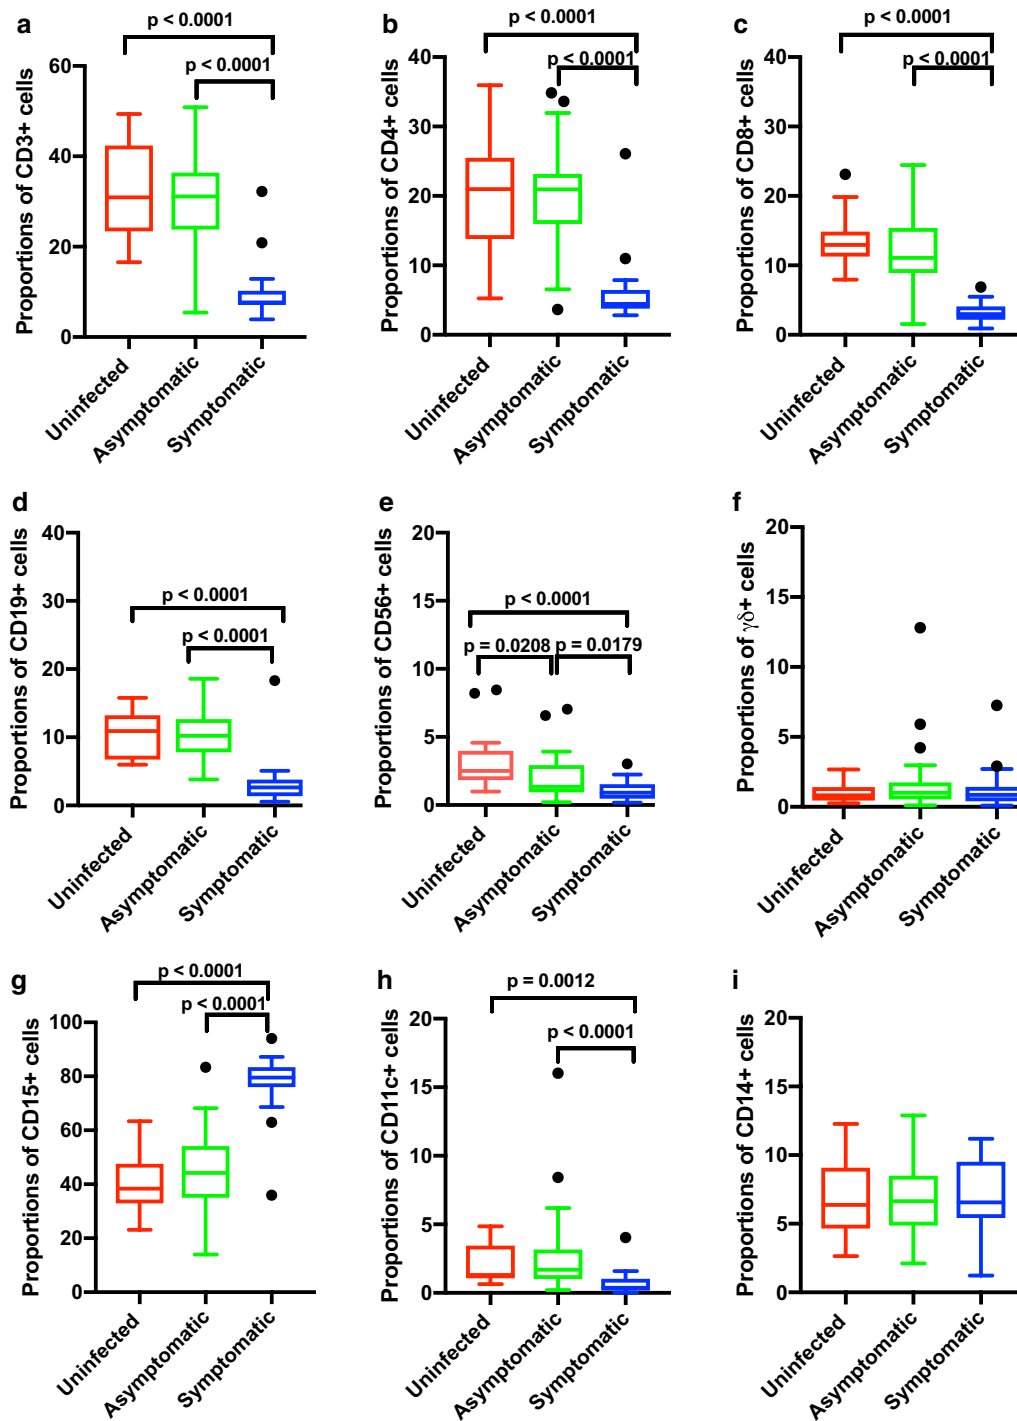 a
p < 0.0001
p < 0.0001
Proportions of CD3+ cells
60
40
20
0
Uninfected
Asymptomatic
Symptomatic
b
p < 0.0001
p < 0.0001
Proportions of CD4+ cells
40
30
20
10
0
Uninfected
Asymptomatic
Symptomatic
c
p < 0.0001
p < 0.0001
Proportions of CD8+ cells
40
30
20
10
0
Uninfected
Asymptomatic
Symptomatic
d
p < 0.0001
p < 0.0001
Proportions of CD19+ cells
40
30
20
10
0
Uninfected
Asymptomatic
Symptomatic
e
p < 0.0001
p = 0.0208
p = 0.0179
Proportions of CD56+ cells
20
15
10
5
0
Uninfected
Asymptomatic
Symptomatic
f
Proportions of γδ+ cells
20
15
10
5
0
Uninfected
Asymptomatic
Symptomatic
g
p < 0.0001
p < 0.0001
Proportions of CD15+ cells
100
80
60
40
20
0
Uninfected
Asymptomatic
Symptomatic
h
p = 0.0012
p < 0.0001
Proportions of CD11c+ cells
20
15
10
5
0
Uninfected
Asymptomatic
Symptomatic
i
Proportions of CD14+ cells
20
15
10
5
0
Uninfected
Asymptomatic
Symptomatic